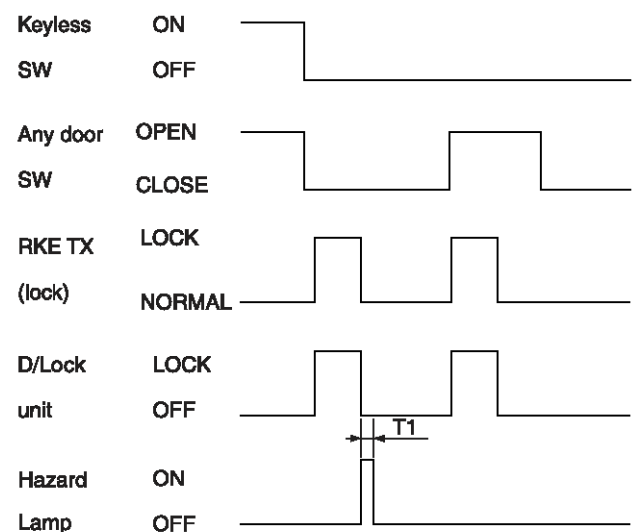 Keyless ON
SW OFF
Any door OPEN
SW CLOSE
RKE TX LOCK
(lock) NORMAL
D/Lock LOCK
unit OFF
T1
Hazard ON
Lamp OFF